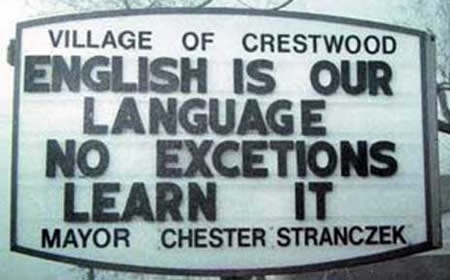 VILLAGE OF CRESTWOOD
ENGLISH IS OUR
LANGUAGE
NO EXCETIONS
LEARN IT
MAYOR CHESTER STRANCZEK